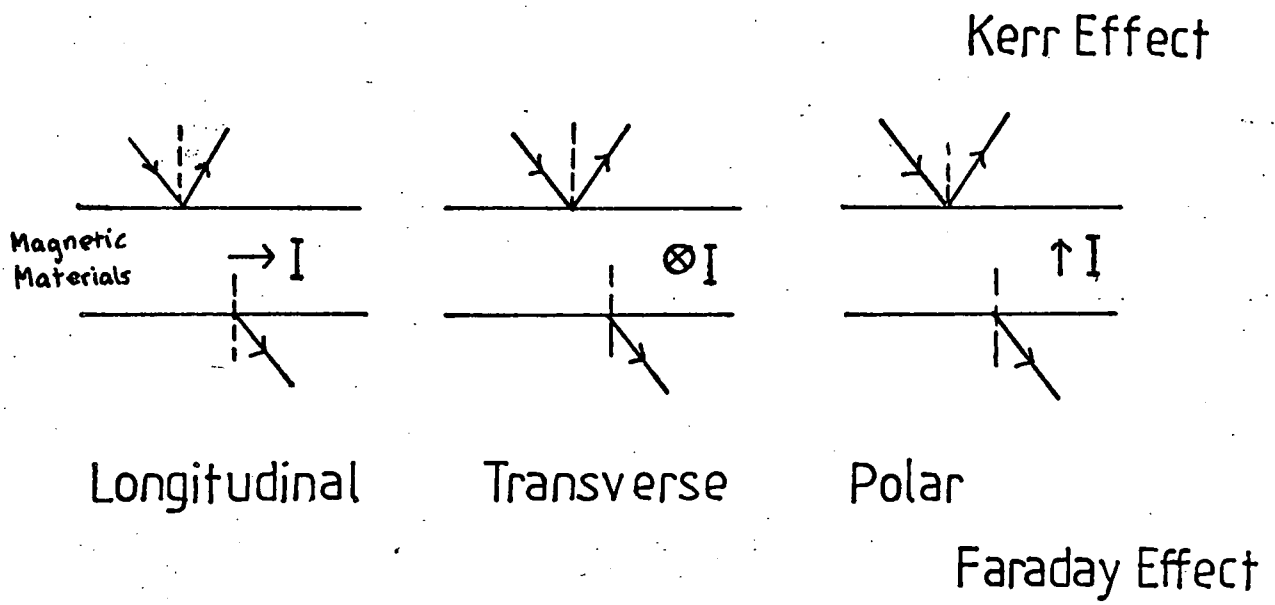 Kerr Effect
Magnetic
Materials
I
I
I
Longitudinal
Transverse
Polar
Faraday Effect